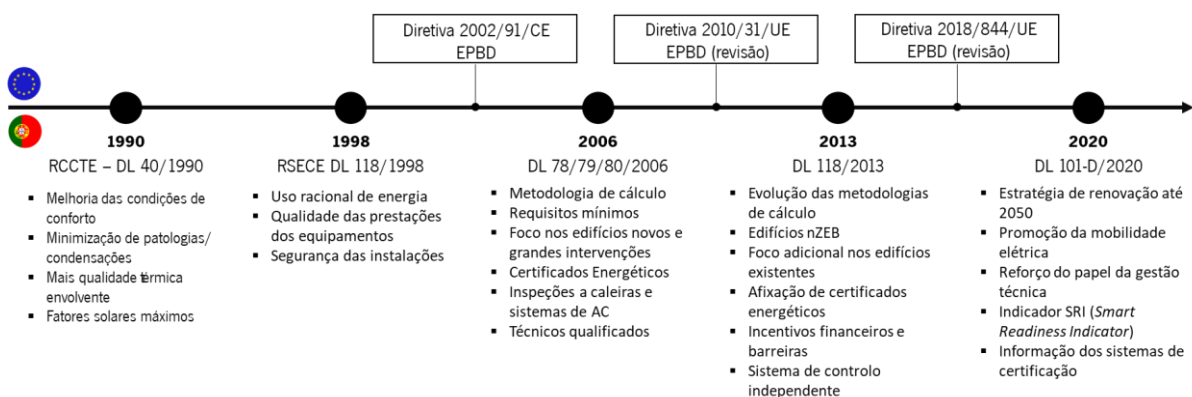 Diretiva 2002/91/CE
EPBD
Diretiva 2010/31/UE
EPBD (revisão)
Diretiva 2018/844/UE
EPBD (revisão)
1990
RCCTE – DL 40/1990
▪ Melhoria das condições de
conforto
▪ Minimização de patologias/
condensações
▪ Mais qualidade térmica
envolvente
▪ Fatores solares máximos
1998
RSECE DL 118/1998
▪ Uso racional de energia
▪ Qualidade das prestações
dos equipamentos
▪ Segurança das instalações
2006
DL 78/79/80/2006
▪ Metodologia de cálculo
▪ Requisitos mínimos
▪ Foco nos edifícios novos e
grandes intervenções
▪ Certificados Energéticos
▪ Inspeções a caleiras e
sistemas de AC
▪ Técnicos qualificados
2013
DL 118/2013
▪ Evolução das metodologias
de cálculo
▪ Edifícios nZEB
▪ Foco adicional nos edifícios
existentes
▪ Afixação de certificados
energéticos
▪ Incentivos financeiros e
barreiras
▪ Sistema de controlo
independente
2020
DL 101-D/2020
▪ Estratégia de renovação até
2050
▪ Promoção da mobilidade
elétrica
▪ Reforço do papel da gestão
técnica
▪ Indicador SRI (Smart
Readiness Indicator)
▪ Informação dos sistemas de
certificação